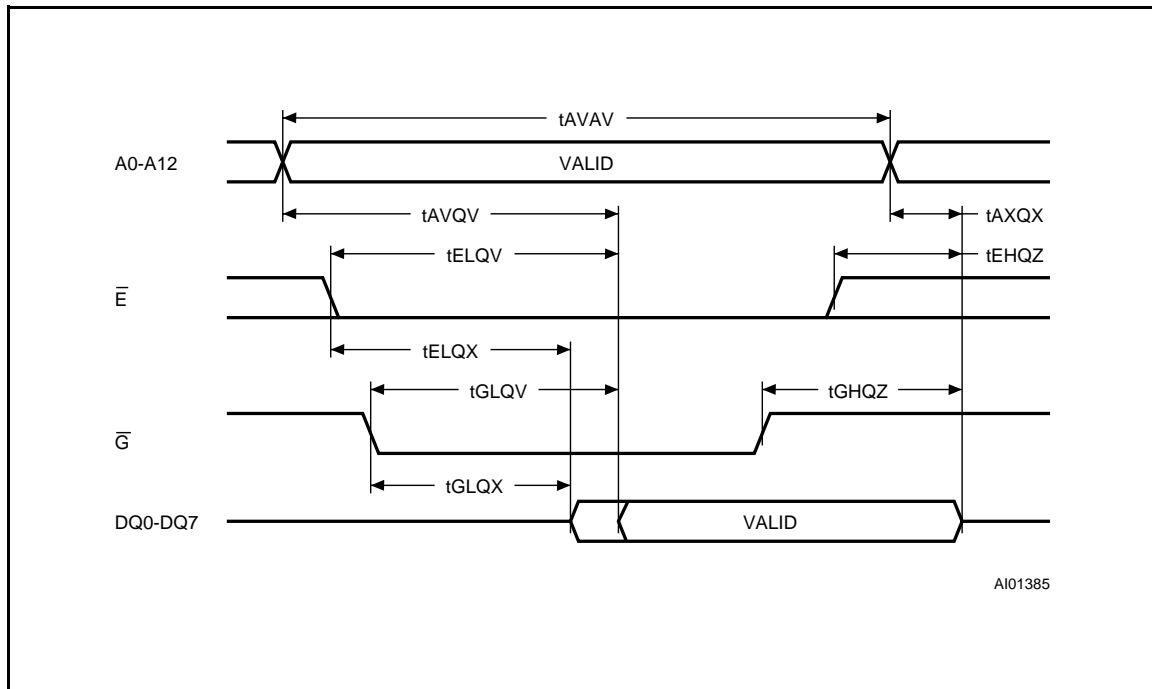 tAVAV
A0-A12
VALID
tAVQV
tAXQX
tELQV
tEHQZ
E̅
tELQX
tGLQV
tGHQZ
G̅
tGLQX
DQ0-DQ7
VALID
AI01385